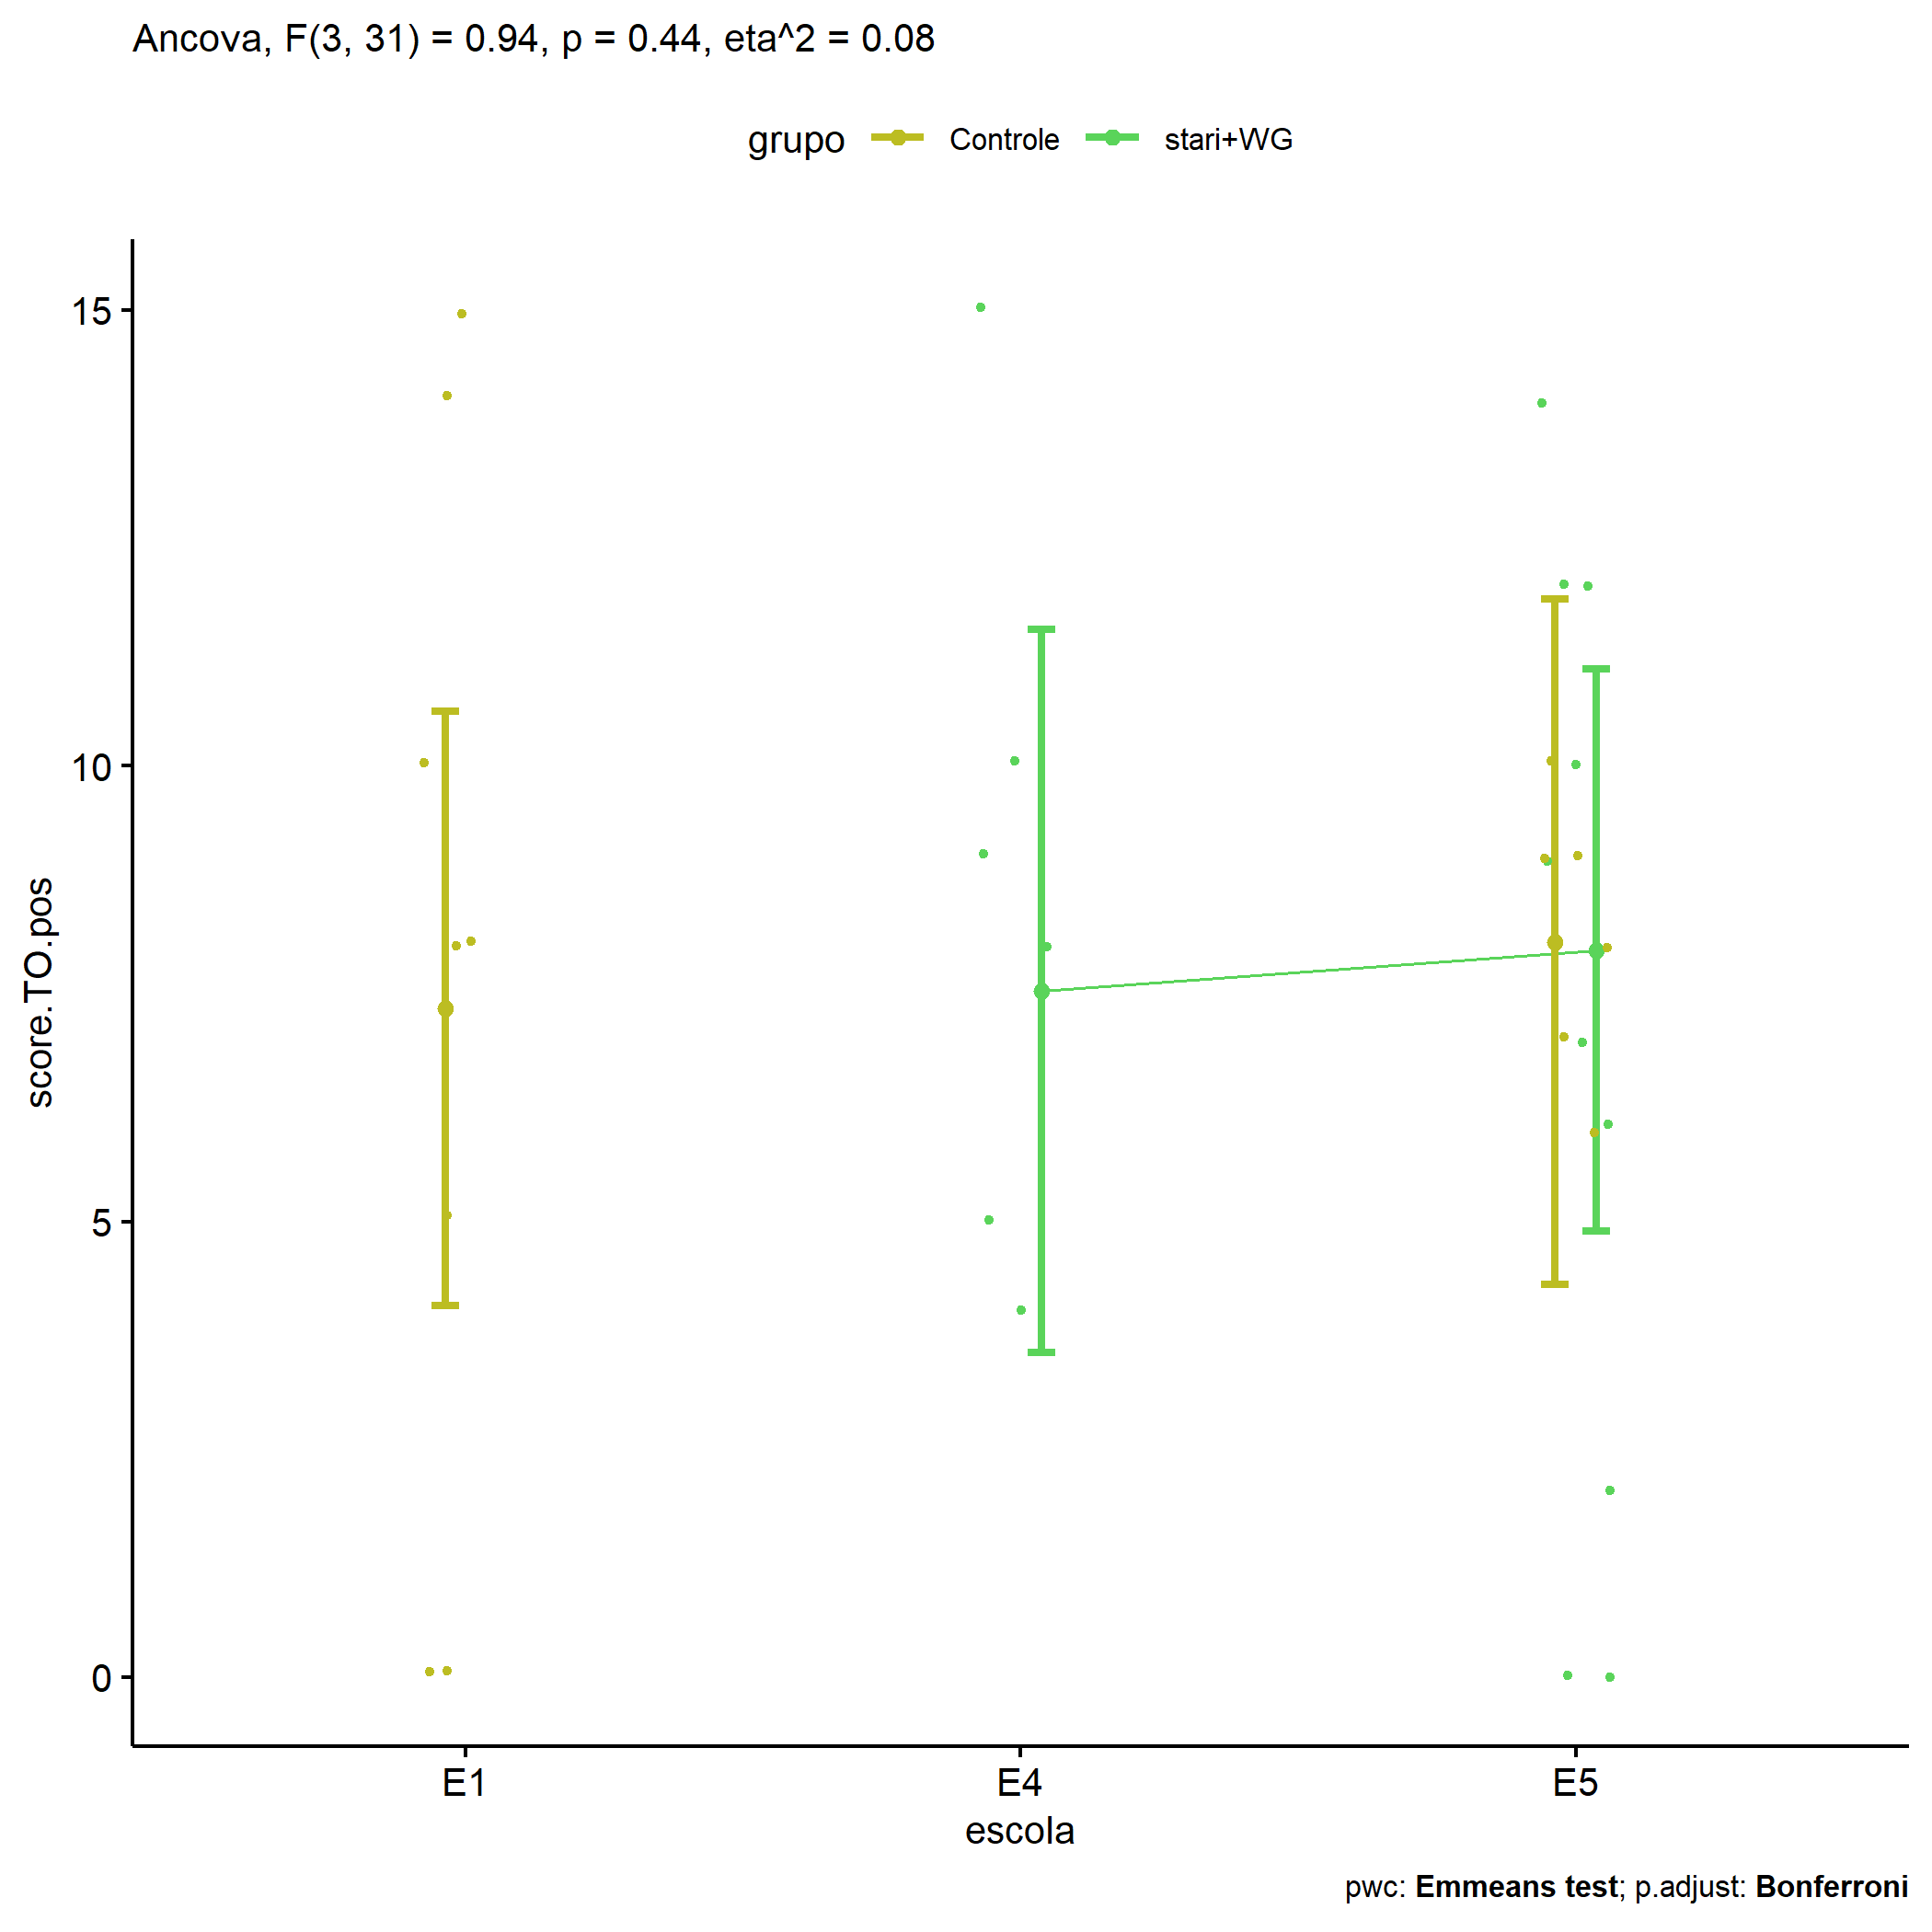 Ancova, F(3, 31) = 0.94, p = 0.44, eta^2 = 0.08
grupo Controle stari+WG
15
10
5
0
score.TO.pos
E1 E4 E5
escola
pwc: Emmeans test; p.adjust: Bonferroni